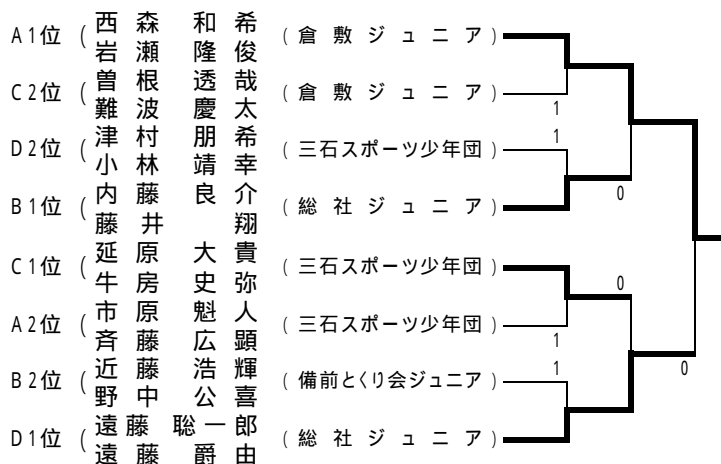 A1位 ( 西森 和希 ( 倉敷ジュニア )
岩瀬 隆俊
C2位 ( 曽根 透哉 ( 倉敷ジュニア )
難波 慶太
1
D2位 ( 津村 朋希 ( 三石スポーツ少年団 )
小林 靖幸
1
B1位 ( 内藤 良介 ( 総社ジュニア )
藤井 翔
0
C1位 ( 延原 大貴 ( 三石スポーツ少年団 )
牛房 史弥
0
A2位 ( 市原 魁人 ( 三石スポーツ少年団 )
斉藤 広顕
1
B2位 ( 近藤 浩輝 ( 備前とくり会ジュニア )
野中 公喜
1
0
D1位 ( 遠藤 聡一郎 ( 総社ジュニア )
遠藤 爵由